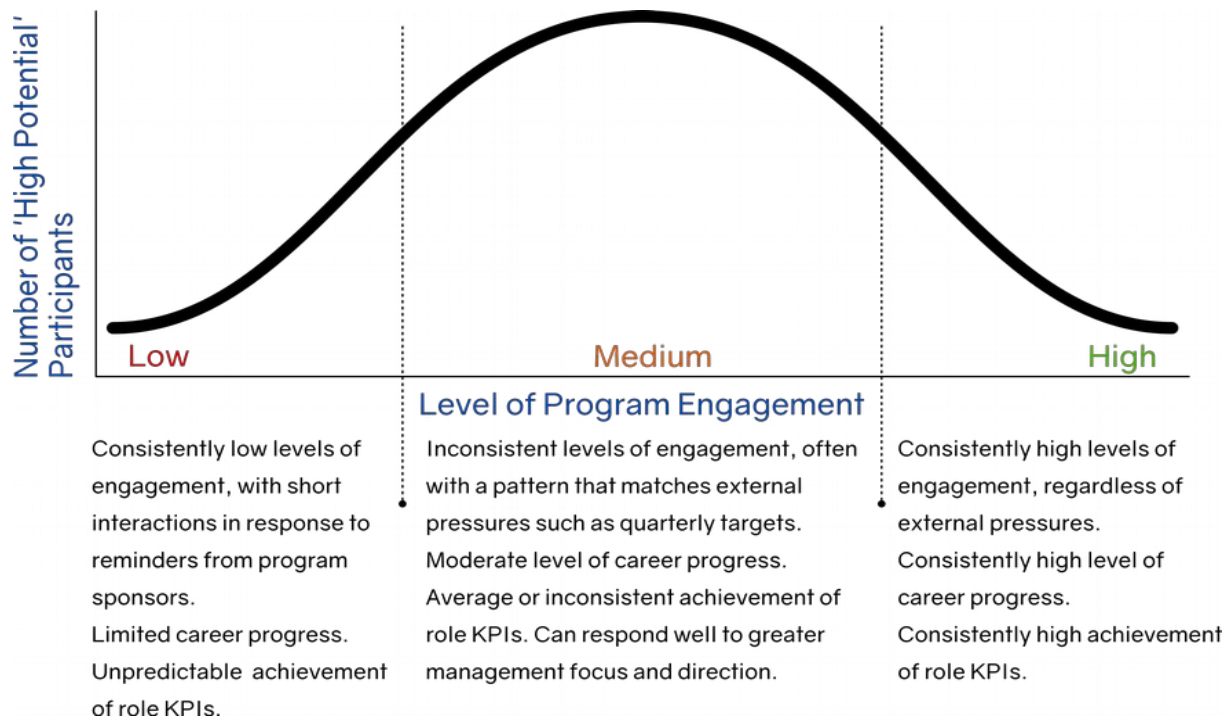 Number of 'High Potential'
Participants
Low
Medium
High
Level of Program Engagement
Consistently low levels of
engagement, with short
interactions in response to
reminders from program
sponsors.
Limited career progress.
Unpredictable achievement
of role KPIs.
Inconsistent levels of engagement, often
with a pattern that matches external
pressures such as quarterly targets.
Moderate level of career progress.
Average or inconsistent achievement of
role KPIs. Can respond well to greater
management focus and direction.
Consistently high levels of
engagement, regardless of
external pressures.
Consistently high level of
career progress.
Consistently high achievement
of role KPIs.